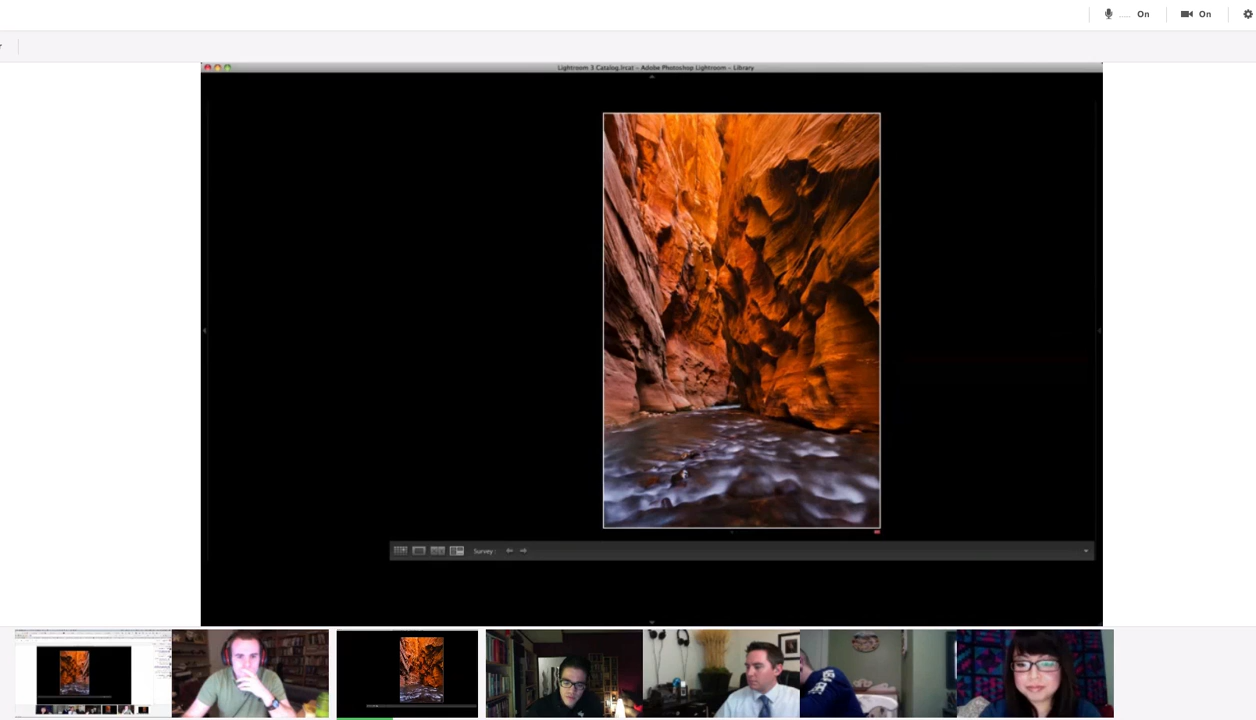 On
On
Lightroom 3 Catalog.lrcat – Adobe Photoshop Lightroom – Library
Survey :